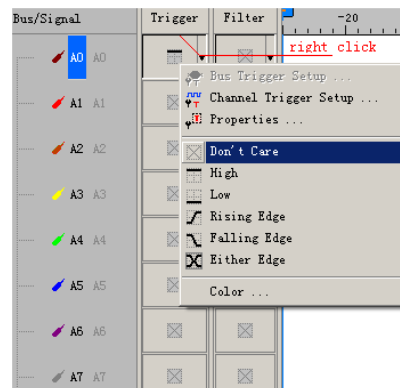 Bus/Signal Trigger Filter -20
right click
A0 A0
Bus Trigger Setup ...
A1 A1 Channel Trigger Setup ...
Properties ...
A2 A2 Don't Care
High
A3 A3 Low
Rising Edge
A4 A4 Falling Edge
Either Edge
A5 A5 Color ...
A6 A6
A7 A7